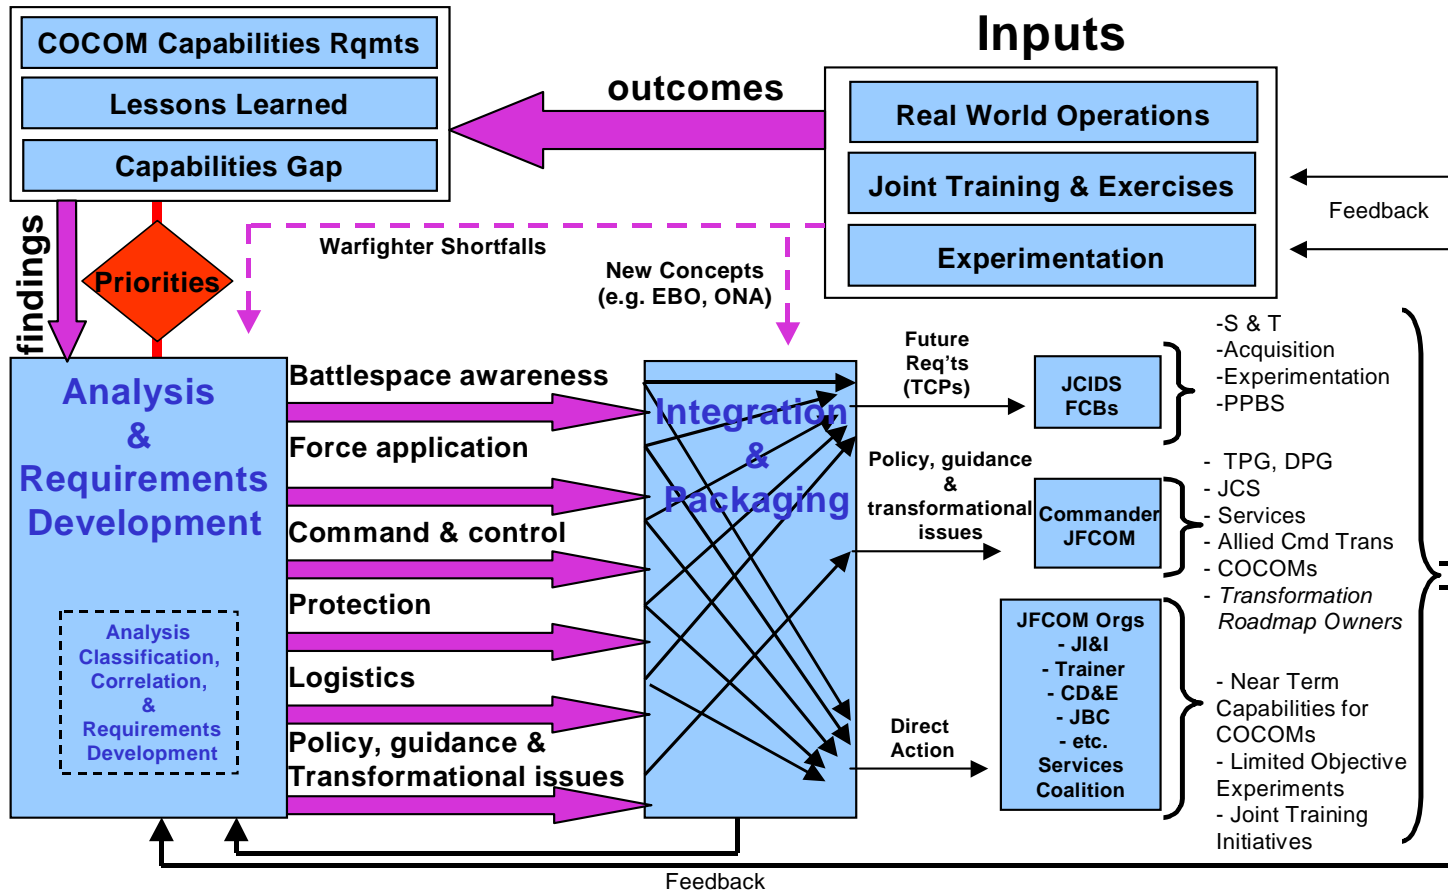 COCOM Capabilities Rqmts
Lessons Learned
Capabilities Gap
outcomes
Inputs
Real World Operations
Joint Training & Exercises
Experimentation
Feedback
findings
Priorities
Warfighter Shortfalls
New Concepts
(e.g. EBO, ONA)
Analysis
&
Requirements
Development
Analysis
Classification,
Correlation,
&
Requirements
Development
Battlespace awareness
Force application
Command & control
Protection
Logistics
Policy, guidance &
Transformational issues
Integration
&
Packaging
Future
Req'ts
(TCPs)
JCIDS
FCBs
-S & T
-Acquisition
-Experimentation
-PPBS
Policy, guidance
&
transformational
issues
Commander
JFCOM
- TPG, DPG
- JCS
- Services
- Allied Cmd Trans
- COCOMs
- Transformation
Roadmap Owners
Direct
Action
JFCOM Orgs
- JI&I
- Trainer
- CD&E
- JBC
- etc.
Services
Coalition
- Near Term
Capabilities for
COCOMs
- Limited Objective
Experiments
- Joint Training
Initiatives
Feedback